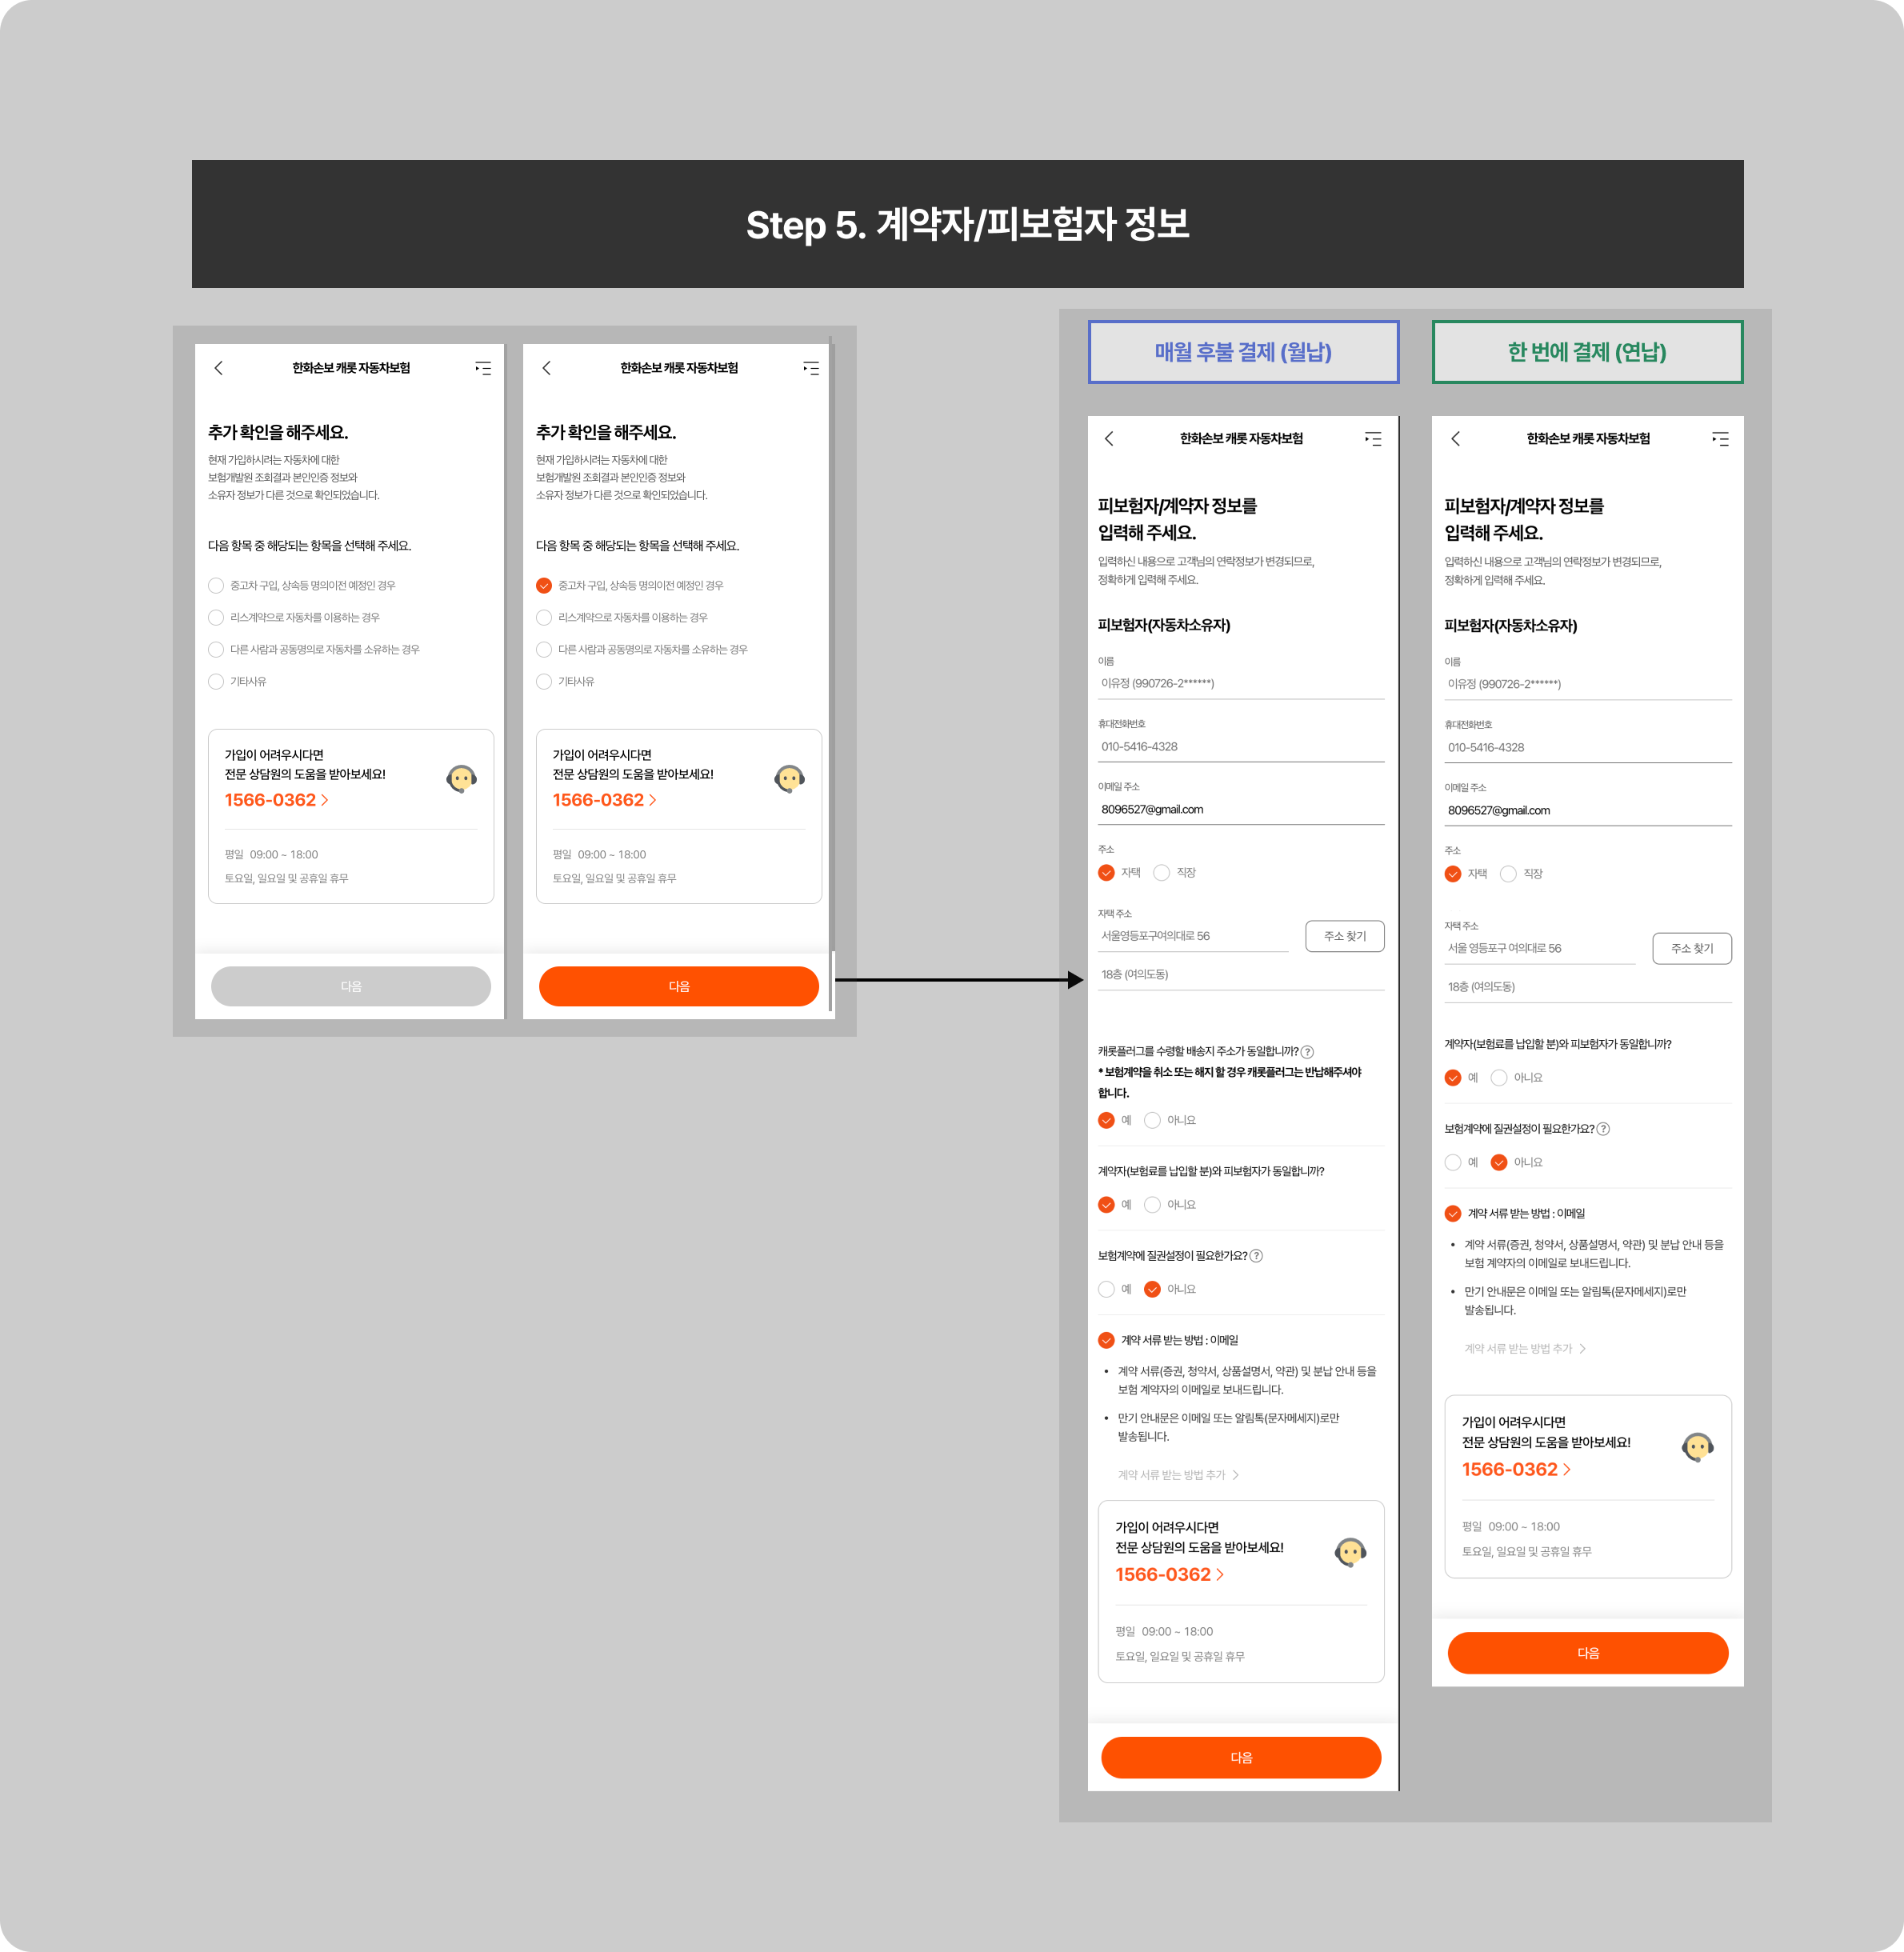 Step 5. 계약자/피보험자 정보
한화손보 캐롯 자동차보험
추가 확인을 해주세요.
현재 가입하시려는 자동차에 대한
보험개발원 조회결과 본인인증 정보와
소유자 정보가 다른 것으로 확인되었습니다.
다음 항목 중 해당되는 항목을 선택해 주세요.
중고차 구입, 상속등 명의이전 예정인 경우
리스계약으로 자동차를 이용하는 경우
다른 사람과 공동명의로 자동차를 소유하는 경우
기타사유
가입이 어려우시다면
전문 상담원의 도움을 받아보세요!
1566-0362
평일 09:00 ~ 18:00
토요일, 일요일 및 공휴일 휴무
다음
한화손보 캐롯 자동차보험
추가 확인을 해주세요.
현재 가입하시려는 자동차에 대한
보험개발원 조회결과 본인인증 정보와
소유자 정보가 다른 것으로 확인되었습니다.
다음 항목 중 해당되는 항목을 선택해 주세요.
중고차 구입, 상속등 명의이전 예정인 경우
리스계약으로 자동차를 이용하는 경우
다른 사람과 공동명의로 자동차를 소유하는 경우
기타사유
가입이 어려우시다면
전문 상담원의 도움을 받아보세요!
1566-0362
평일 09:00 ~ 18:00
토요일, 일요일 및 공휴일 휴무
다음
매월 후불 결제 (월납)
한화손보 캐롯 자동차보험
피보험자/계약자 정보를
입력해 주세요.
입력하신 내용으로 고객님의 연락정보가 변경되므로,
정확하게 입력해 주세요.
피보험자(자동차소유자)
이름
이유정 (990726-2******)
휴대전화번호
010-5416-4328
이메일 주소
8096527@gmail.com
주소
자택 직장
자택 주소
서울영등포구여의대로 56 주소 찾기
18층 (여의도동)
캐롯플러그를 수령할 배송지 주소가 동일합니까? ?
* 보험계약을 취소 또는 해지 할 경우 캐롯플러그는 반납해주셔야
합니다.
예 아니요
계약자(보험료를 납입할 분)와 피보험자가 동일합니까?
예 아니요
보험계약에 질권설정이 필요한가요? ?
예 아니요
계약 서류 받는 방법 : 이메일
• 계약 서류(증권, 청약서, 상품설명서, 약관) 및 분납 안내 등을
보험 계약자의 이메일로 보내드립니다.
• 만기 안내문은 이메일 또는 알림톡(문자메세지)로만
발송됩니다.
계약 서류 받는 방법 추가
가입이 어려우시다면
전문 상담원의 도움을 받아보세요!
1566-0362
평일 09:00 ~ 18:00
토요일, 일요일 및 공휴일 휴무
다음
한 번에 결제 (연납)
한화손보 캐롯 자동차보험
피보험자/계약자 정보를
입력해 주세요.
입력하신 내용으로 고객님의 연락정보가 변경되므로,
정확하게 입력해 주세요.
피보험자(자동차소유자)
이름
이유정 (990726-2******)
휴대전화번호
010-5416-4328
이메일 주소
8096527@gmail.com
주소
자택 직장
자택 주소
서울 영등포구 여의대로 56 주소 찾기
18층 (여의도동)
계약자(보험료를 납입할 분)와 피보험자가 동일합니까?
예 아니요
보험계약에 질권설정이 필요한가요? ?
예 아니요
계약 서류 받는 방법 : 이메일
• 계약 서류(증권, 청약서, 상품설명서, 약관) 및 분납 안내 등을
보험 계약자의 이메일로 보내드립니다.
• 만기 안내문은 이메일 또는 알림톡(문자메세지)로만
발송됩니다.
계약 서류 받는 방법 추가
가입이 어려우시다면
전문 상담원의 도움을 받아보세요!
1566-0362
평일 09:00 ~ 18:00
토요일, 일요일 및 공휴일 휴무
다음